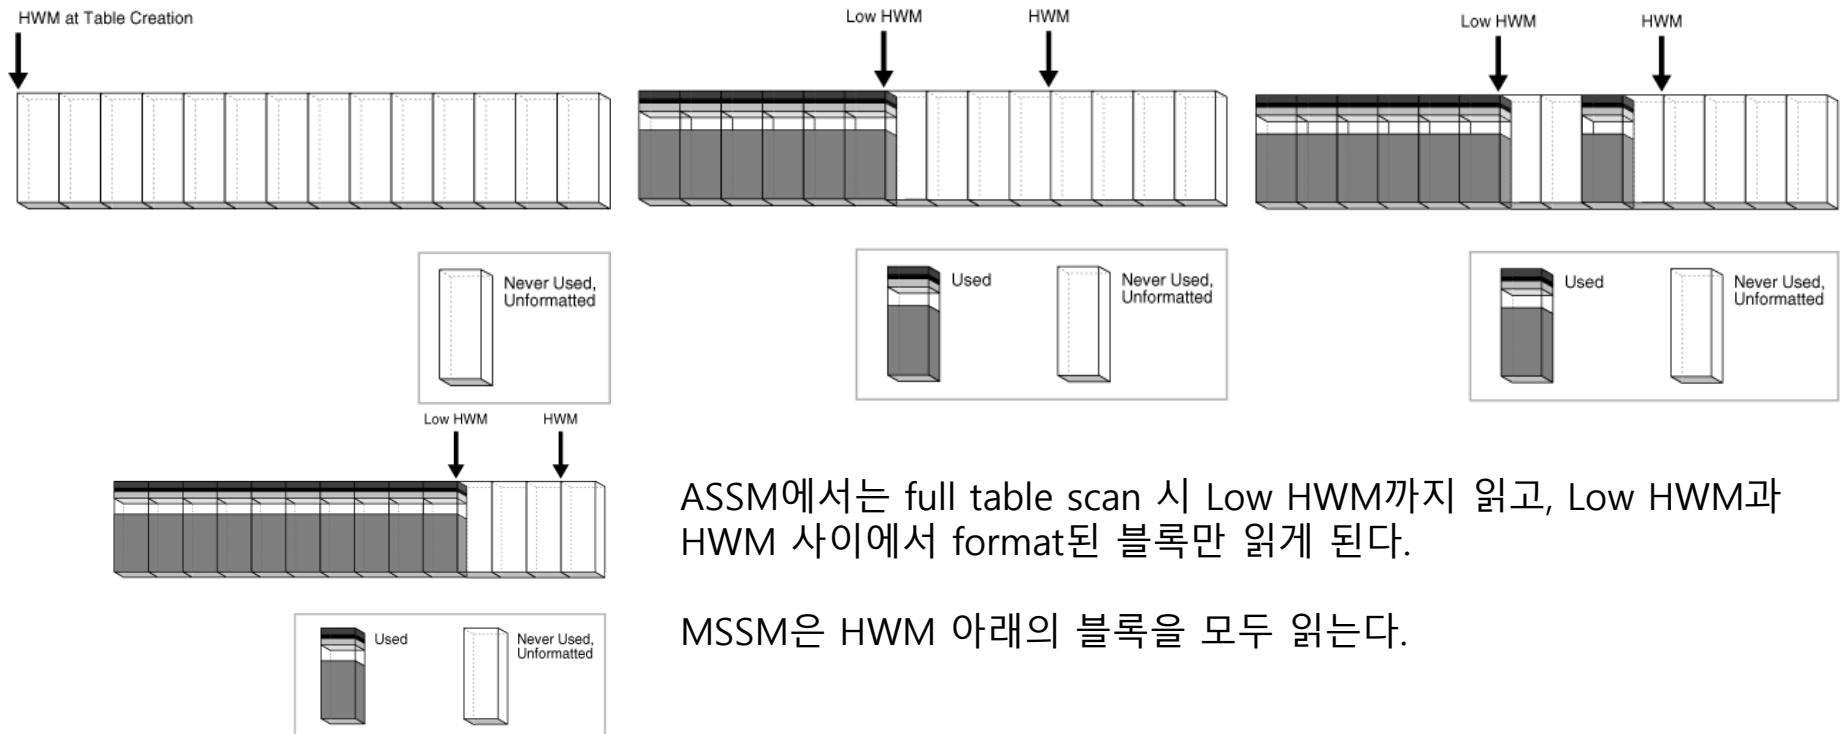 HWM at Table Creation
Never Used,
Unformatted
Low HWM HWM
Used Never Used,
Unformatted
Low HWM HWM
Used Never Used,
Unformatted
Low HWM HWM
Used Never Used,
Unformatted
ASSM에서는 full table scan 시 Low HWM까지 읽고, Low HWM과
HWM 사이에서 format된 블록만 읽게 된다.
MSSM은 HWM 아래의 블록을 모두 읽는다.